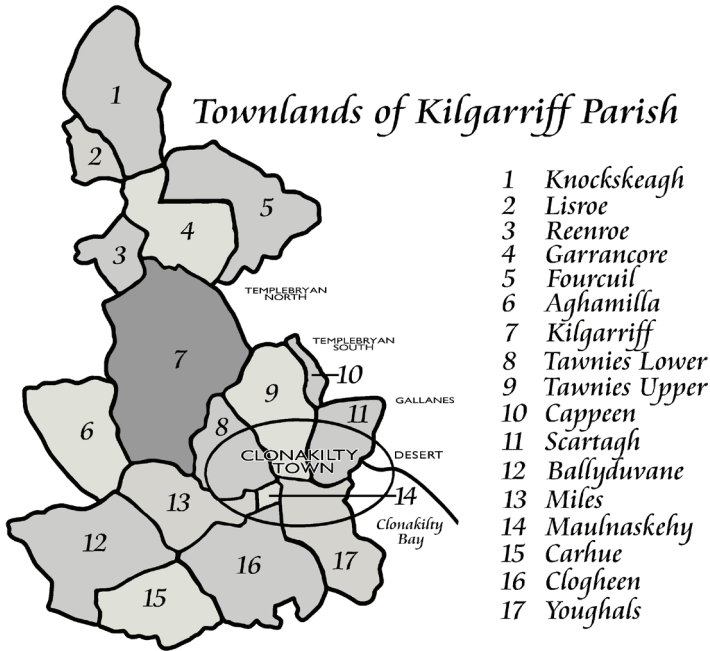 Townlands of Kilgarriff Parish
1 Knockskeagh
2 Lisroe
3 Reenroe
4 Garrancore
5 Fourcuil
6 Aghamilla
7 Kilgarriff
8 Tawnies Lower
9 Tawnies Upper
10 Cappeen
11 Scartagh
12 Ballyduvane
13 Miles
14 Maulnaskehy
15 Carhue
16 Clogheen
17 Youghals
1
2
5
4
3
TEMPLEBRYAN
NORTH
TEMPLEBRYAN
SOUTH
7
10
9
GALLANES
11
8
6
CLONAKILTY
TOWN
DESERT
14
13
Clonakilty
Bay
12
16
17
15